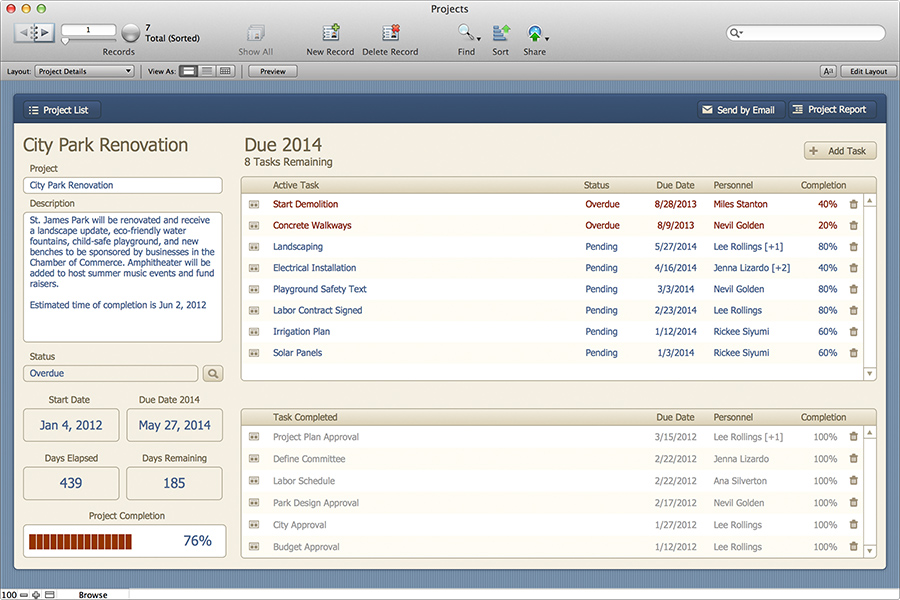 Projects
1
7
Total (Sorted)
Records
Show All
New Record
Delete Record
Find
Sort
Share
Layout: Project Details
View As:
Preview
Edit Layout
Project List
Send by Email
Project Report
City Park Renovation
Project
City Park Renovation
Description
St. James Park will be renovated and receive
a landscape update, eco-friendly water
fountains, child-safe playground, and new
benches to be sponsored by businesses in the
Chamber of Commerce. Amphitheater will be
added to host summer music events and fund
raisers.
Estimated time of completion is Jun 2, 2012
Status
Overdue
Start Date Due Date 2014
Jan 4, 2012 May 27, 2014
Days Elapsed Days Remaining
439 185
Project Completion
76%
Due 2014
8 Tasks Remaining
+ Add Task
Active Task Status Due Date Personnel Completion
Start Demolition Overdue 8/28/2013 Miles Stanton 40%
Concrete Walkways Overdue 8/9/2013 Nevil Golden 20%
Landscaping Pending 5/27/2014 Lee Rollings [+1] 80%
Electrical Installation Pending 4/16/2014 Jenna Lizardo [+2] 40%
Playground Safety Text Pending 3/3/2014 Nevil Golden 80%
Labor Contract Signed Pending 2/23/2014 Lee Rollings 80%
Irrigation Plan Pending 1/12/2014 Rickee Siyumi 60%
Solar Panels Pending 1/3/2014 Rickee Siyumi 60%
Task Completed Due Date Personnel Completion
Project Plan Approval 3/15/2012 Lee Rollings [+1] 100%
Define Committee 2/22/2012 Jenna Lizardo 100%
Labor Schedule 2/22/2012 Ana Silverton 100%
Park Design Approval 2/17/2012 Nevil Golden 100%
City Approval 1/27/2012 Lee Rollings 100%
Budget Approval 1/12/2012 Lee Rollings 100%
100
Browse